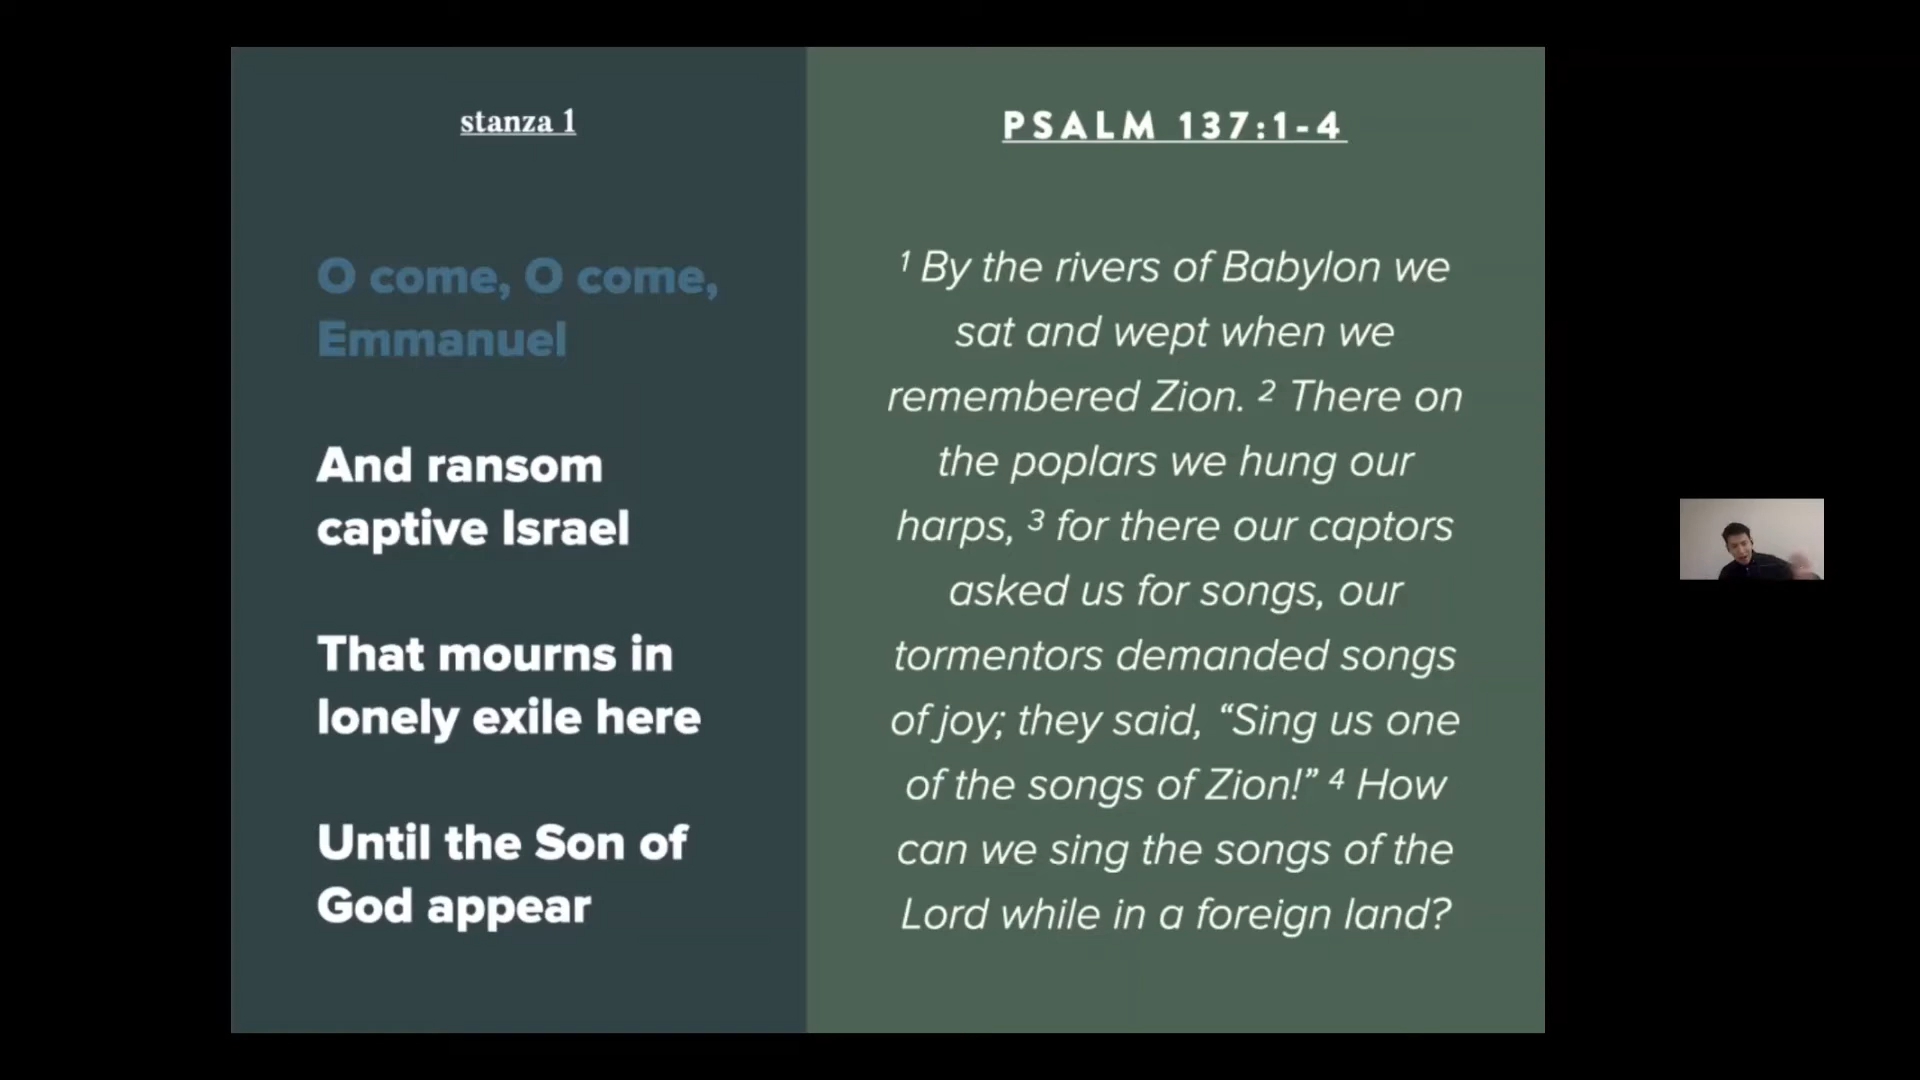 stanza 1
O come, O come,
Emmanuel
And ransom
captive Israel
That mourns in
lonely exile here
Until the Son of
God appear
PSALM 137:1-4
¹ By the rivers of Babylon we
sat and wept when we
remembered Zion. ² There on
the poplars we hung our
harps, ³ for there our captors
asked us for songs, our
tormentors demanded songs
of joy; they said, “Sing us one
of the songs of Zion!” ⁴ How
can we sing the songs of the
Lord while in a foreign land?